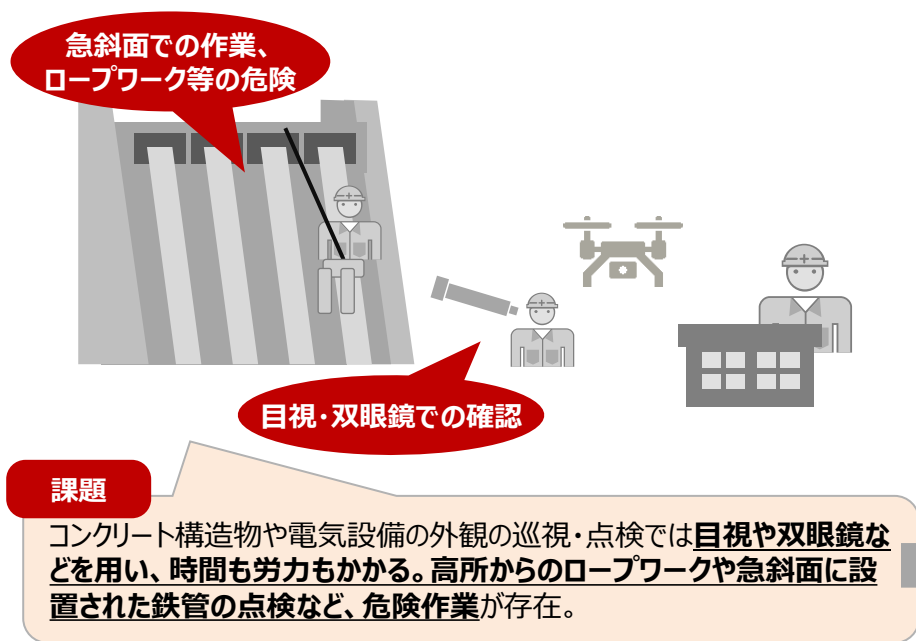 急斜面での作業、
ロープワーク等の危険
目視・双眼鏡での確認
課題
コンクリート構造物や電気設備の外観の巡視・点検では目視や双眼鏡な
どを用い、時間も労力もかかる。高所からのロープワークや急斜面に設
置された鉄管の点検など、危険作業が存在。